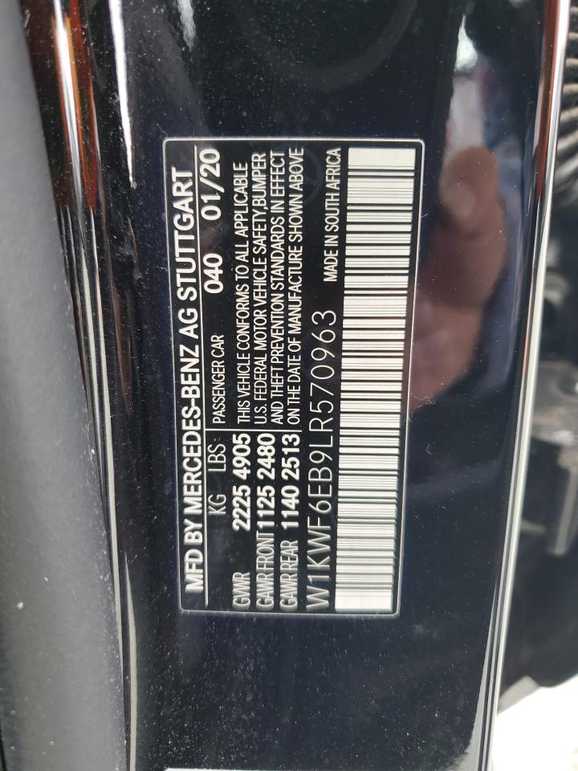 MFD BY MERCEDES-BENZ AG STUTTGART
KG LBS PASSENGER CAR 040 01/20
GVWR 2225 4905 THIS VEHICLE CONFORMS TO ALL APPLICABLE
GAWR FRONT 1125 2480 U.S. FEDERAL MOTOR VEHICLE SAFETY, BUMPER
GAWR REAR 1140 2513 AND THEFT PREVENTION STANDARDS IN EFFECT
ON THE DATE OF MANUFACTURE SHOWN ABOVE
W1KWF6EB9LR570963 MADE IN SOUTH AFRICA